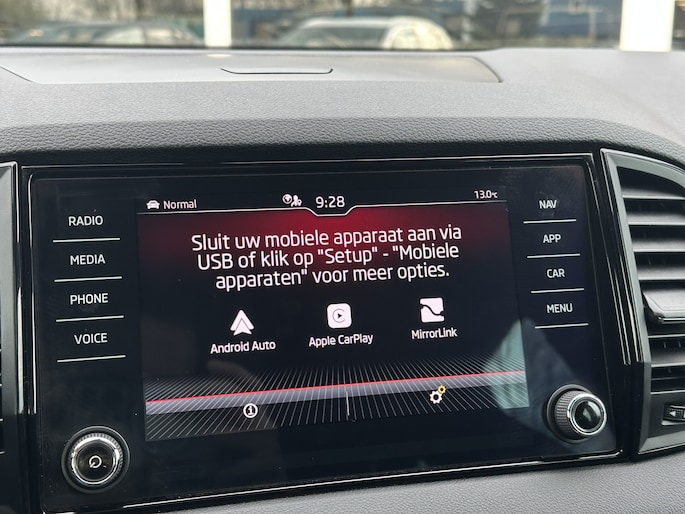 Normal
9:28
13.0°C
RADIO
MEDIA
PHONE
VOICE
Sluit uw mobiele apparaat aan via
USB of klik op "Setup" - "Mobiele
apparaten" voor meer opties.
Android Auto
Apple CarPlay
MirrorLink
NAV
APP
CAR
MENU